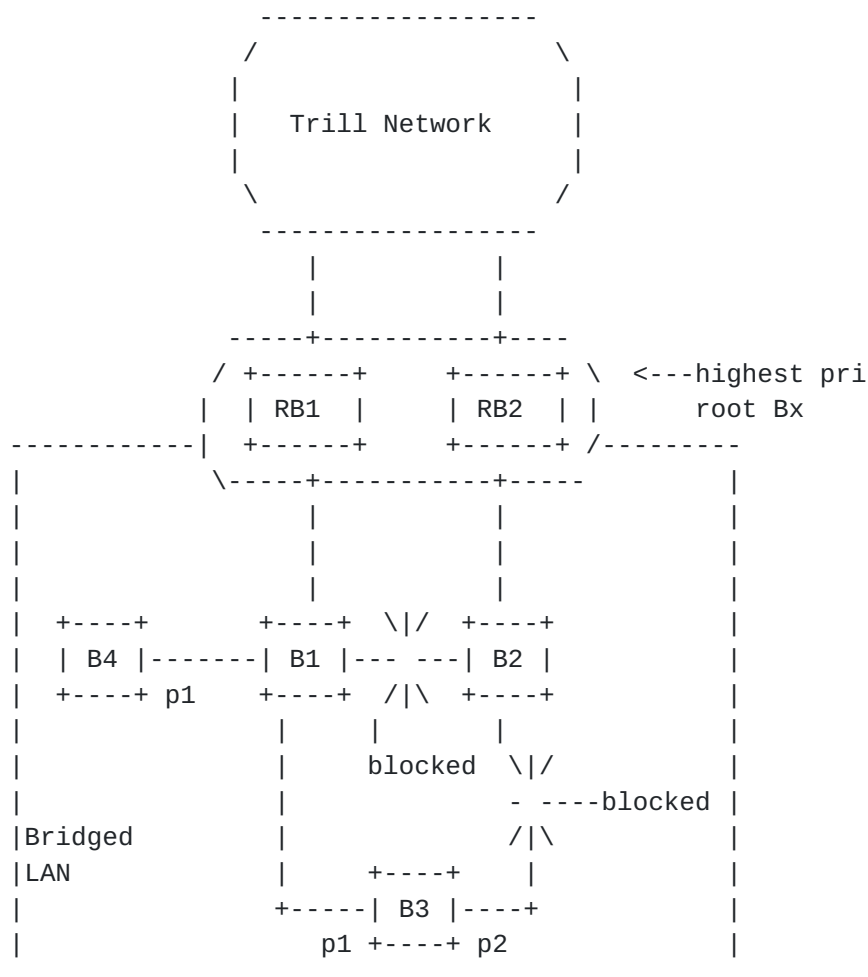 Trill Network
<---highest pri
RB1 RB2 root Bx
B4 B1 B2
p1
blocked
blocked
Bridged
LAN
B3
p1 p2